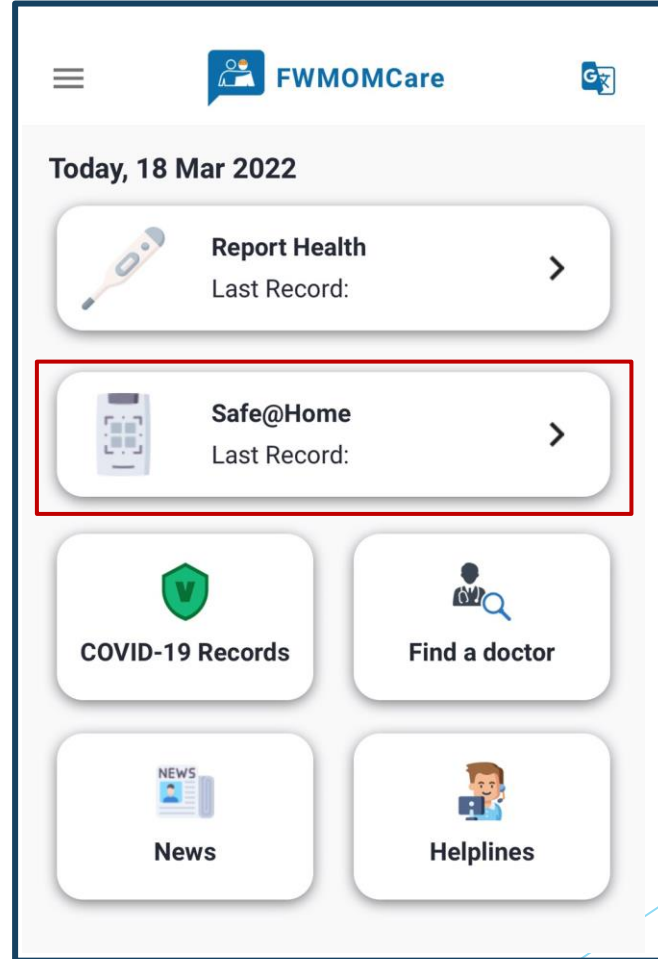 FWMOMCare
G
Today, 18 Mar 2022
Report Health
Last Record:
Safe@Home
Last Record:
V
COVID-19 Records
Find a doctor
NEWS
News
Helplines